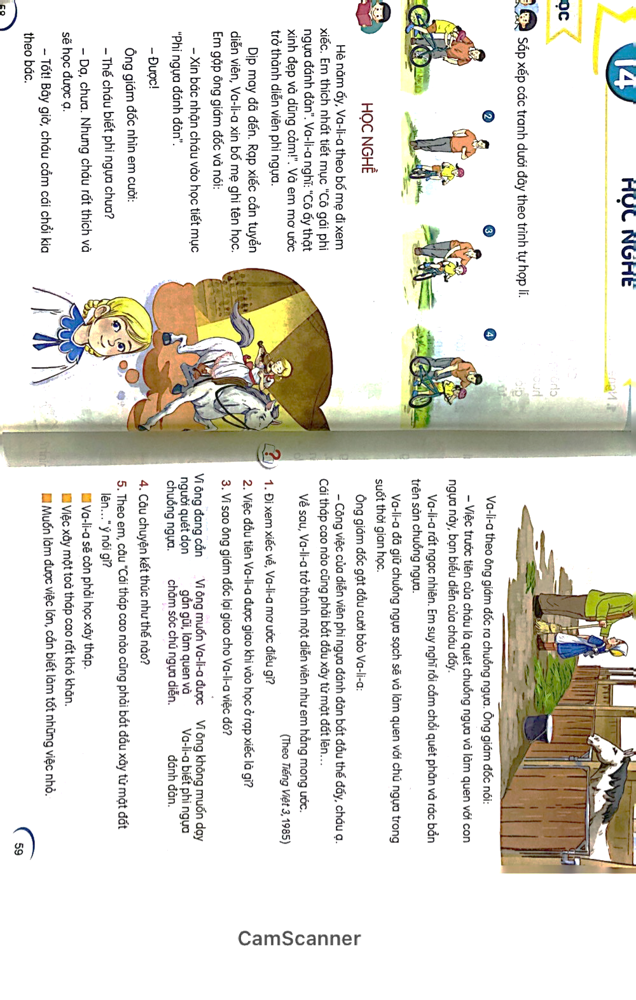 ỌC
14
HỌC NGHỀ
Sắp xếp các tranh dưới đây theo trình tự hợp lí.
2
3
4
HỌC NGHỀ
Hè năm ấy, Va-li-a theo bố mẹ đi xem
xiếc. Em thích nhất tiết mục “Cô gái phi
ngựa đánh đàn”. Va-li-a nghĩ: “Cô ấy thật
xinh đẹp và dũng cảm!”. Và em mơ ước
trở thành diễn viên phi ngựa.
Dịp may đã đến. Rạp xiếc cần tuyển
diễn viên, Va-li-a xin bố mẹ ghi tên học.
Em gặp ông giám đốc và nói:
– Xin bác nhận cháu vào học tiết mục
“Phi ngựa đánh đàn”.
– Được!
Ông giám đốc nhìn em cười:
– Thế cháu biết phi ngựa chưa?
– Dạ, chưa. Nhưng cháu rất thích và
sẽ học được ạ.
– Tốt! Bây giờ, cháu cầm cái chổi kia
theo bác.
Va-li-a theo ông giám đốc ra chuồng ngựa. Ông giám đốc nói:
– Việc trước tiên của cháu là quét chuồng ngựa và làm quen với con
ngựa này, bạn biểu diễn của cháu đấy.
Va-li-a rất ngạc nhiên. Em suy nghĩ rồi cầm chổi quét phân và rác bẩn
trên sàn chuồng ngựa.
Va-li-a đã giữ chuồng ngựa sạch sẽ và làm quen với chú ngựa trong
suốt thời gian học.
Ông giám đốc gật đầu cười bảo Va-li-a:
– Công việc của diễn viên phi ngựa đánh đàn bắt đầu thế đấy, cháu ạ.
Cái tháp cao nào cũng phải bắt đầu xây từ mặt đất lên...
Về sau, Va-li-a trở thành một diễn viên như em hằng mong ước.
(Theo Tiếng Việt 3, 1985)
?
1. Đi xem xiếc về, Va-li-a mơ ước điều gì?
2. Việc đầu tiên Va-li-a được giao khi vào học ở rạp xiếc là gì?
3. Vì sao ông giám đốc lại giao cho Va-li-a việc đó?
Vì ông đang cần
người quét dọn
chuồng ngựa.
Vì ông muốn Va-li-a được
gần gũi, làm quen và
chăm sóc chú ngựa diễn.
Vì ông không muốn dạy
Va-li-a biết phi ngựa
đánh đàn.
4. Câu chuyện kết thúc như thế nào?
5. Theo em, câu “Cái tháp cao nào cũng phải bắt đầu xây từ mặt đất
lên...” ý nói gì?
Va-li-a sẽ còn phải học xây tháp.
Việc xây một toà tháp cao rất khó khăn.
Muốn làm được việc lớn, cần biết làm tốt những việc nhỏ.
59
CamScanner